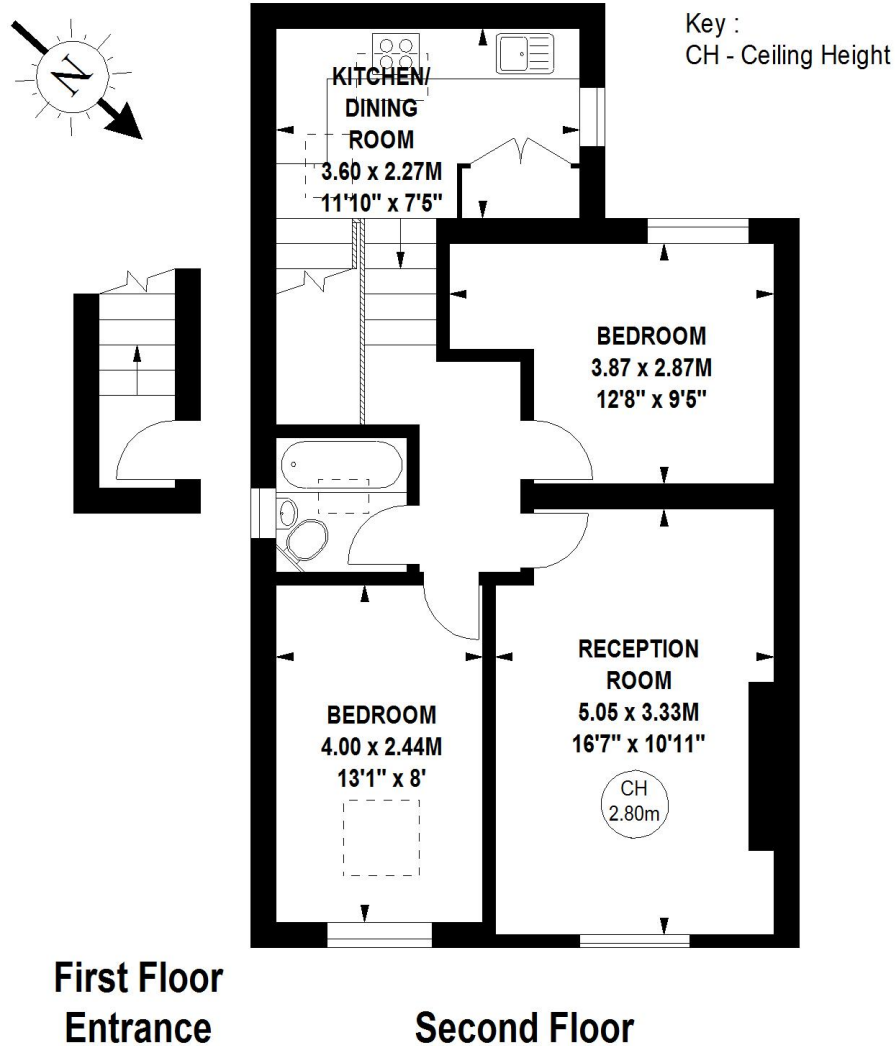 N
Key :
CH - Ceiling Height
KITCHEN/
DINING
ROOM
3.60 x 2.27M
11'10" x 7'5"
BEDROOM
3.87 x 2.87M
12'8" x 9'5"
RECEPTION
ROOM
5.05 x 3.33M
16'7" x 10'11"
CH
2.80m
BEDROOM
4.00 x 2.44M
13'1" x 8'
First Floor
Entrance
Second Floor